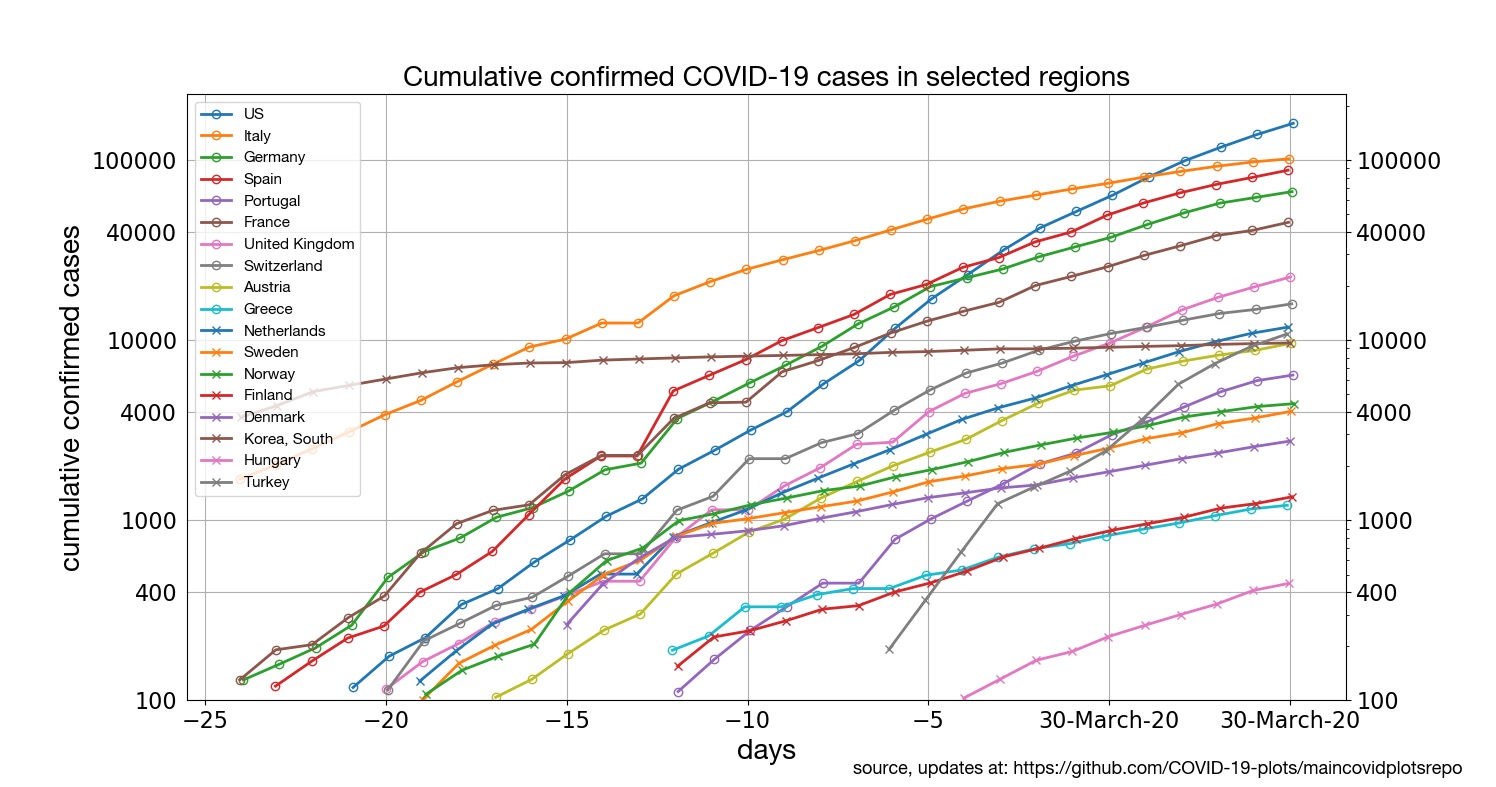 Cumulative confirmed COVID-19 cases in selected regions
US
Italy
Germany
Spain
Portugal
France
United Kingdom
Switzerland
Austria
Greece
Netherlands
Sweden
Norway
Finland
Denmark
Korea, South
Hungary
Turkey
cumulative confirmed cases
100000
40000
10000
4000
1000
400
100
100000
40000
10000
4000
1000
400
100
−25 −20 −15 −10 −5 30-March-20 30-March-20
days
source, updates at: https://github.com/COVID-19-plots/maincovidplotsrepo